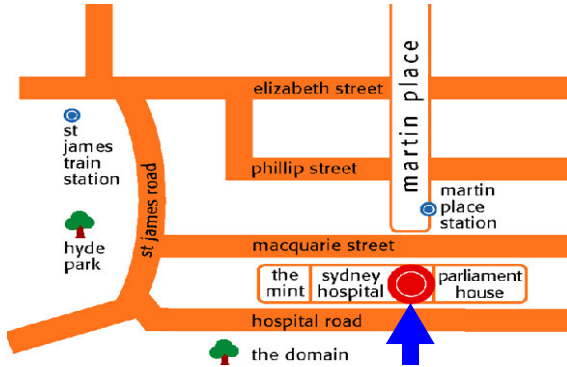 elizabeth street
martin place
st
james
train
station
phillip street
martin
place
station
st james road
hyde
park
macquarie street
the
mint
sydney
hospital
parliament
house
hospital road
the domain